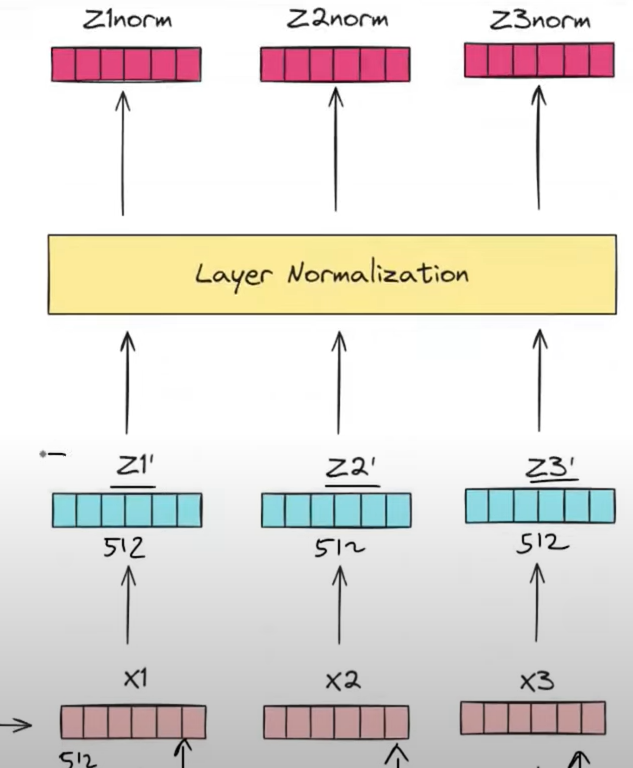 Z1norm Z2norm Z3norm
Layer Normalization
Z1' Z2' Z3'
512 512 512
X1 X2 X3
512